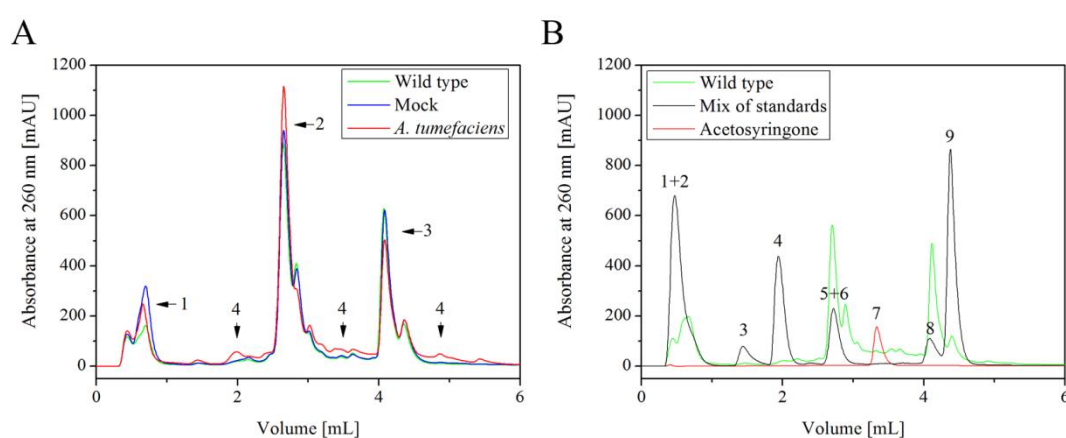 A
Absorbance at 260 nm [mAU]
1200
1000
800
600
400
200
0
Wild type
Mock
A. tumefaciens
2
3
1
4
4
4
0
2
4
6
Volume [mL]
B
Absorbance at 260 nm [mAU]
1200
1000
800
600
400
200
0
Wild type
Mix of standards
Acetosyringone
9
1+2
4
5+6
7
3
8
0
2
4
6
Volume [mL]